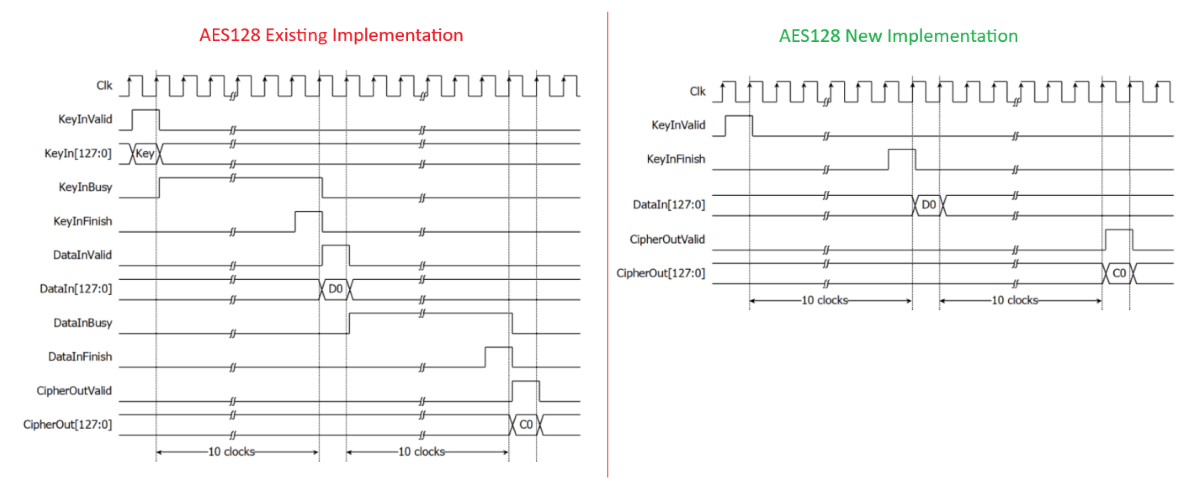 AES128 Existing Implementation
Clk
KeyInValid
KeyIn[127:0]
Key
KeyInBusy
KeyInFinish
DataInValid
DataIn[127:0]
D0
DataInBusy
DataInFinish
CipherOutValid
CipherOut[127:0]
C0
10 clocks
10 clocks
AES128 New Implementation
Clk
KeyInValid
KeyInFinish
DataIn[127:0]
D0
CipherOutValid
CipherOut[127:0]
C0
10 clocks
10 clocks